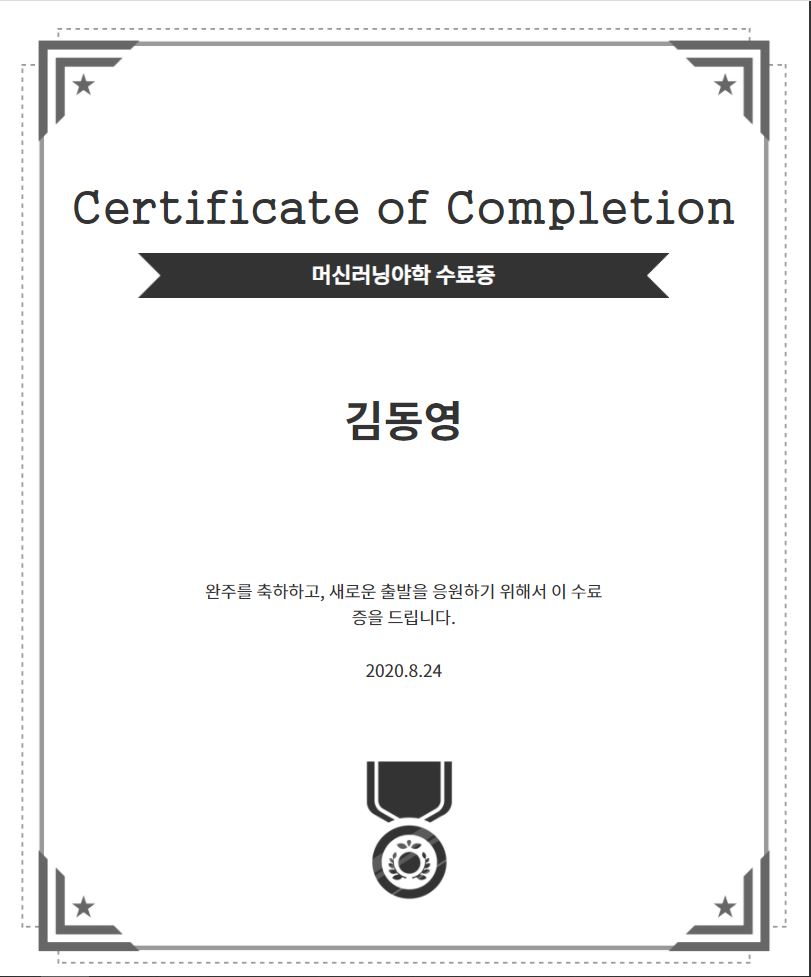 Certificate of Completion
머신러닝야학 수료증
김동영
완주를 축하하고, 새로운 출발을 응원하기 위해서 이 수료
증을 드립니다.
2020.8.24